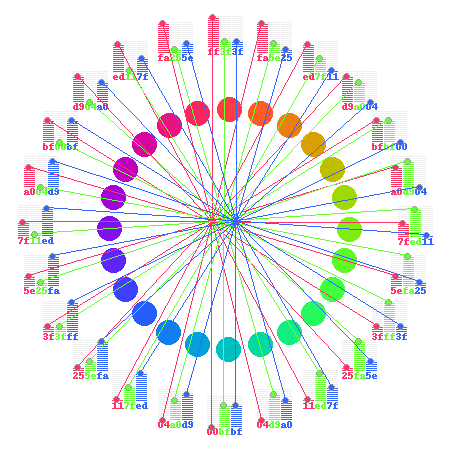 ff3f3f
fa255e
fa5e25
ed117f
ed7f11
d904a0
d9a004
bf00bf
bfbf00
a004d9
a0d904
7f11ed
7fed11
5e25fa
5efa25
3f3fff
3fff3f
255efa
25fa5e
117fed
11ed7f
04a0d9
04d9a0
00bfbf